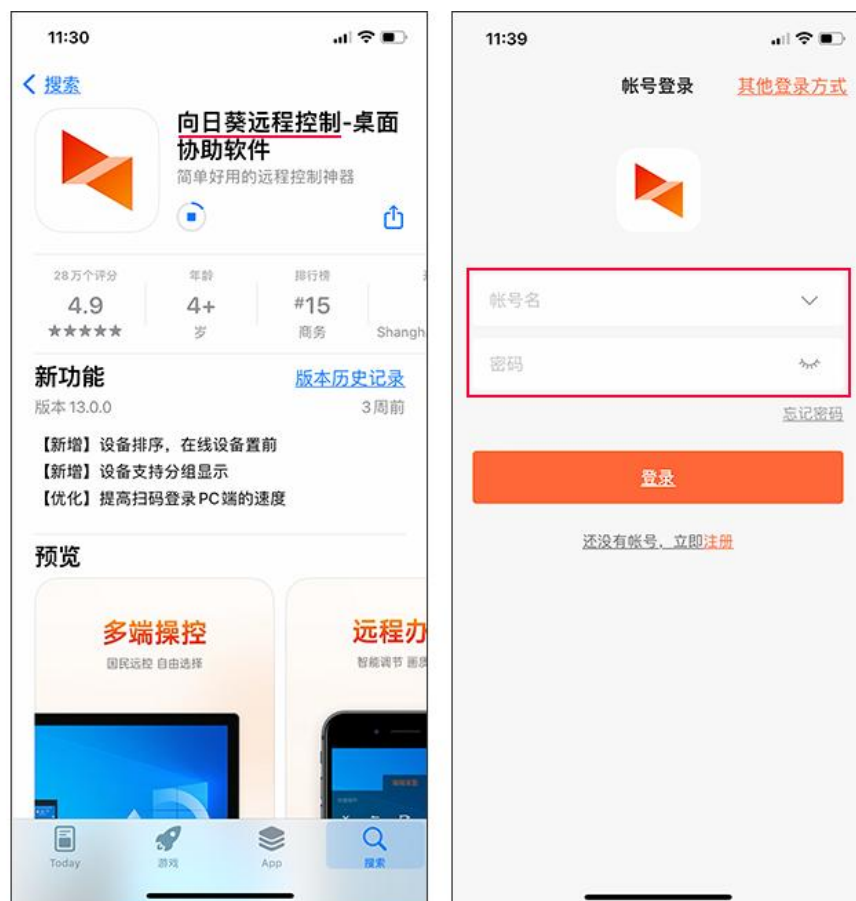 11:30
搜索
向日葵远程控制-桌面
协助软件
简单好用的远程控制神器
28万个评分
年龄
排行榜
4.9
4+
#15
★★★★★
岁
商务
Shangh
新功能
版本历史记录
版本 13.0.0
3 周前
【新增】设备排序，在线设备置前
【新增】设备支持分组显示
【优化】提高扫码登录 PC 端的速度
预览
多端操控
国民远控 自由选择
远程办
智能调节 画质
Today
游戏
App
搜索
11:39
帐号登录
其他登录方式
帐号名
密码
忘记密码
登录
还没有帐号，立即注册